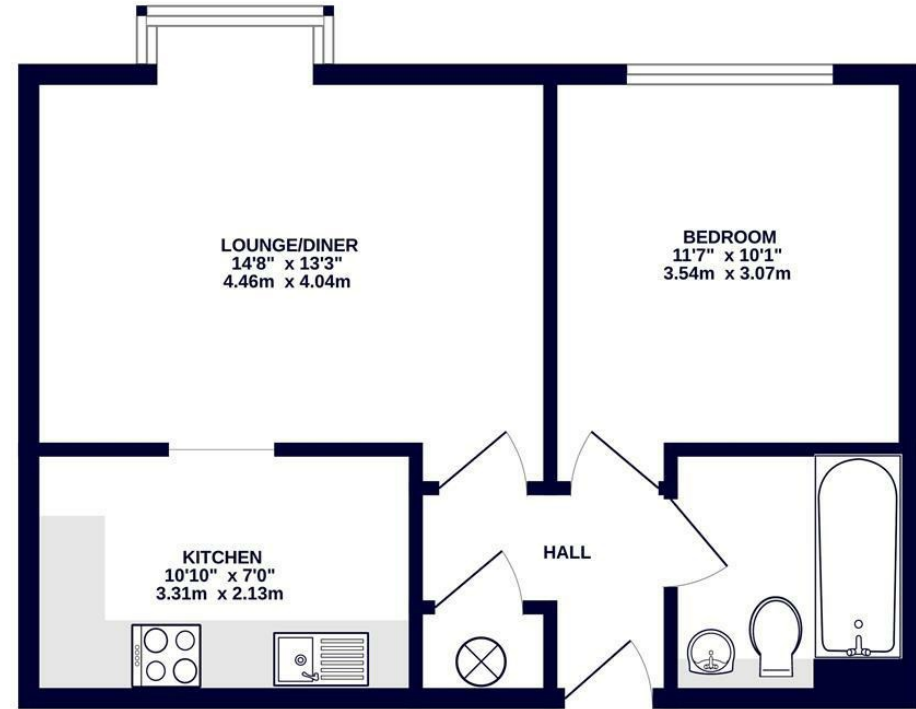 LOUNGE/DINER
14'8" x 13'3"
4.46m x 4.04m
BEDROOM
11'7" x 10'1"
3.54m x 3.07m
KITCHEN
10'10" x 7'0"
3.31m x 2.13m
HALL